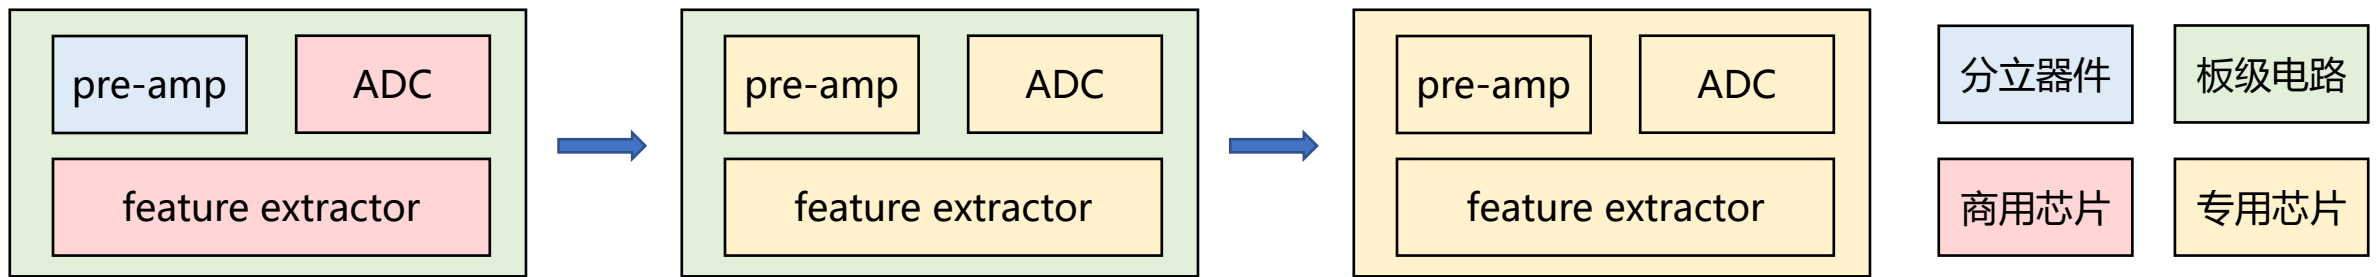 pre-amp
ADC
feature extractor
pre-amp
ADC
feature extractor
pre-amp
ADC
feature extractor
分立器件
板级电路
商用芯片
专用芯片